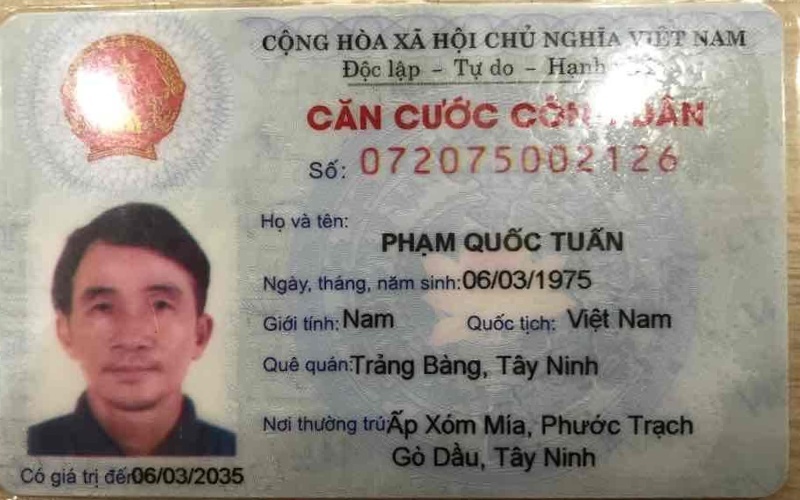 CỘNG HÒA XÃ HỘI CHỦ NGHĨA VIỆT NAM
Độc lập - Tự do -
CĂN CƯỚC CÔNG DÂN
Số: 072075002126
Họ và tên:
PHẠM QUỐC TUẤN
Ngày, tháng, năm sinh: 06/03/1975
Giới tính: Nam Quốc tịch: Việt Nam
Quê quán: Trảng Bàng, Tây Ninh
Nơi thường trú: Ấp Xóm Mía, Phước Trạch
Gò Dầu, Tây Ninh
Có giá trị đến 06/03/2035